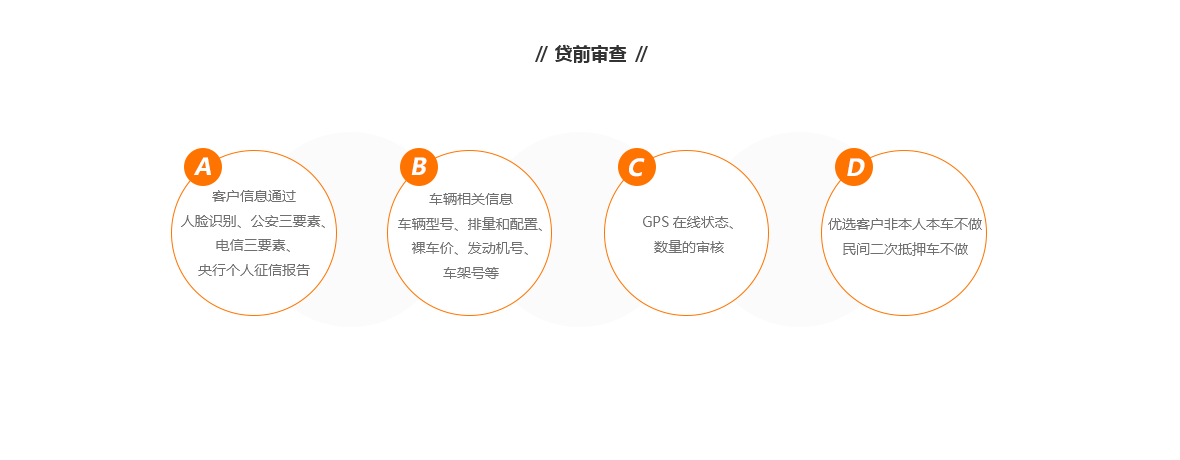 // 贷前审查 //
A
客户信息通过
人脸识别、公安三要素、
电信三要素、
央行个人征信报告
B
车辆相关信息
车辆型号、排量和配置、
裸车价、发动机号、
车架号等
C
GPS 在线状态、
数量的审核
D
优选客户非本人本车不做
民间二次抵押车不做